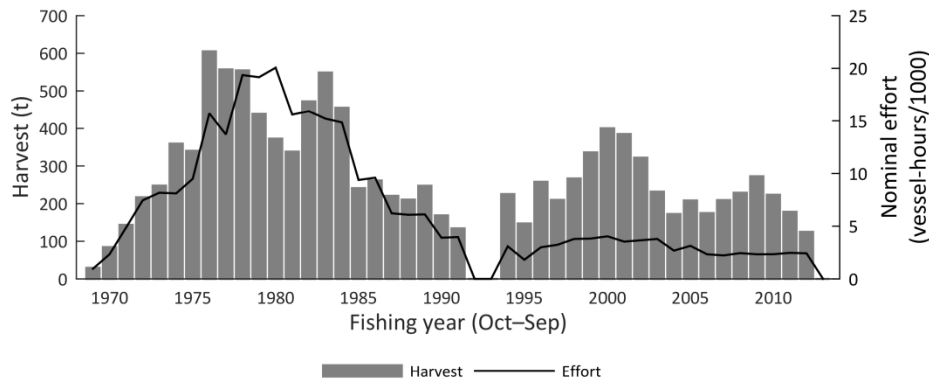 700
600
500
400
300
200
100
0
Harvest (t)
25
20
15
10
5
0
Nominal effort
(vessel-hours/1000)
1970 1975 1980 1985 1990 1995 2000 2005 2010
Fishing year (Oct–Sep)
Harvest Effort